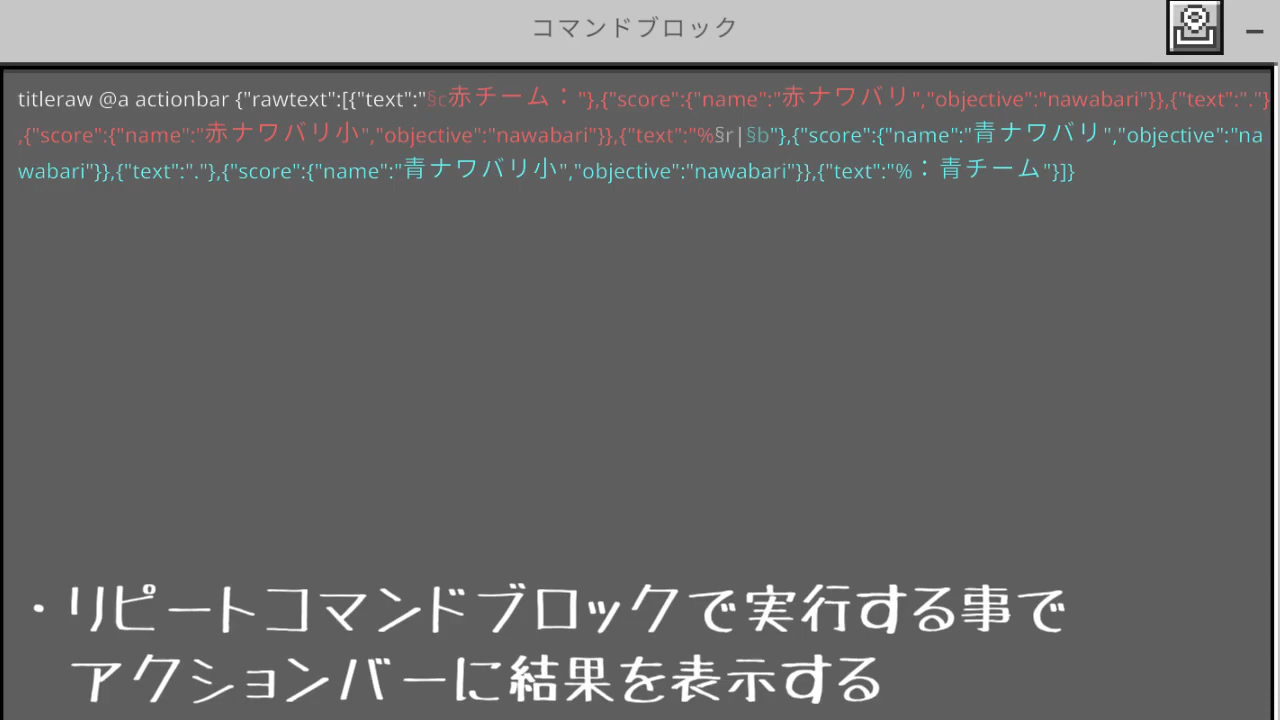 コマンドブロック
titleraw @a actionbar {"rawtext":[{"text":"§c赤チーム："},{"score":{"name":"赤ナワバリ","objective":"nawabari"}},{"text":"."}
,{"score":{"name":"赤ナワバリ小","objective":"nawabari"}},{"text":"%§r|§b"},{"score":{"name":"青ナワバリ","objective":"na
wabari"}},{"text":"."},{"score":{"name":"青ナワバリ小","objective":"nawabari"}},{"text":"%：青チーム"}]}
・リピートコマンドブロックで実行する事で
アクションバーに結果を表示する